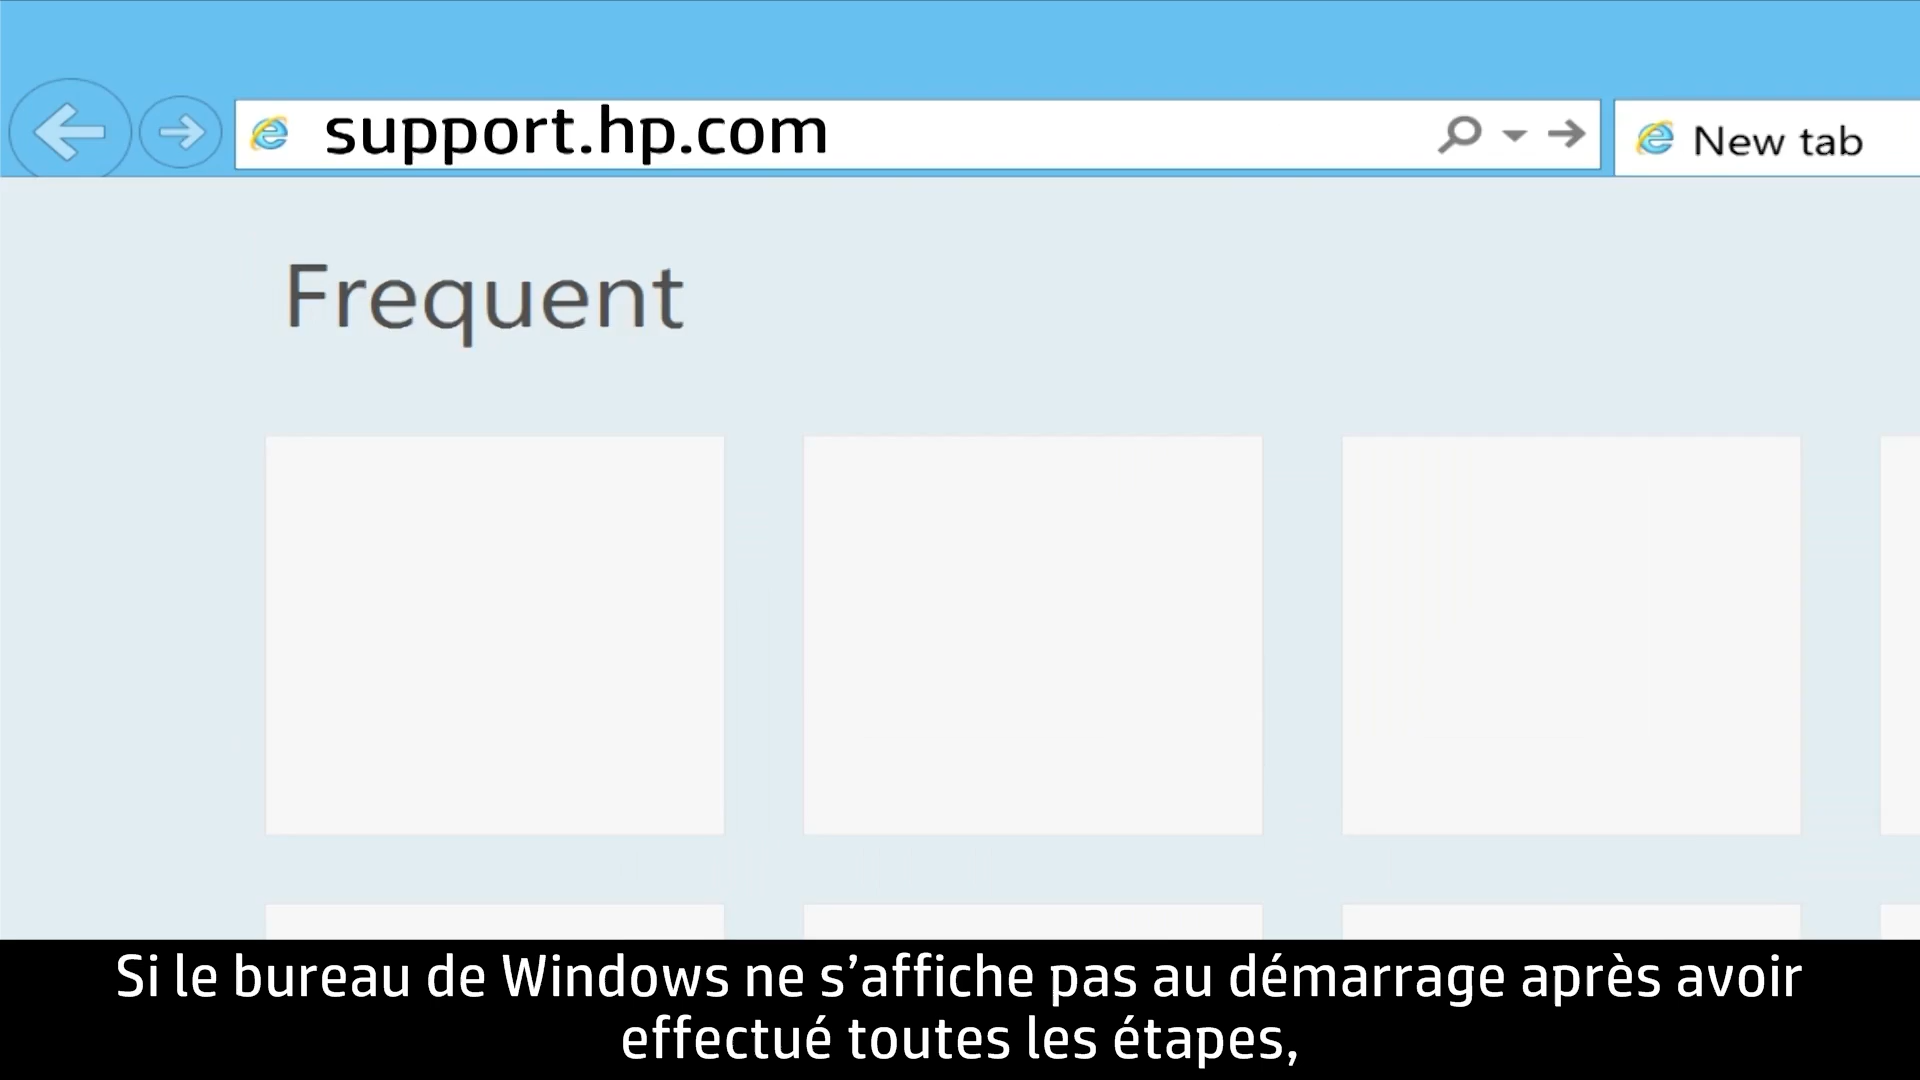 support.hp.com
New tab
Frequent
Si le bureau de Windows ne s’affiche pas au démarrage après avoir
effectué toutes les étapes,